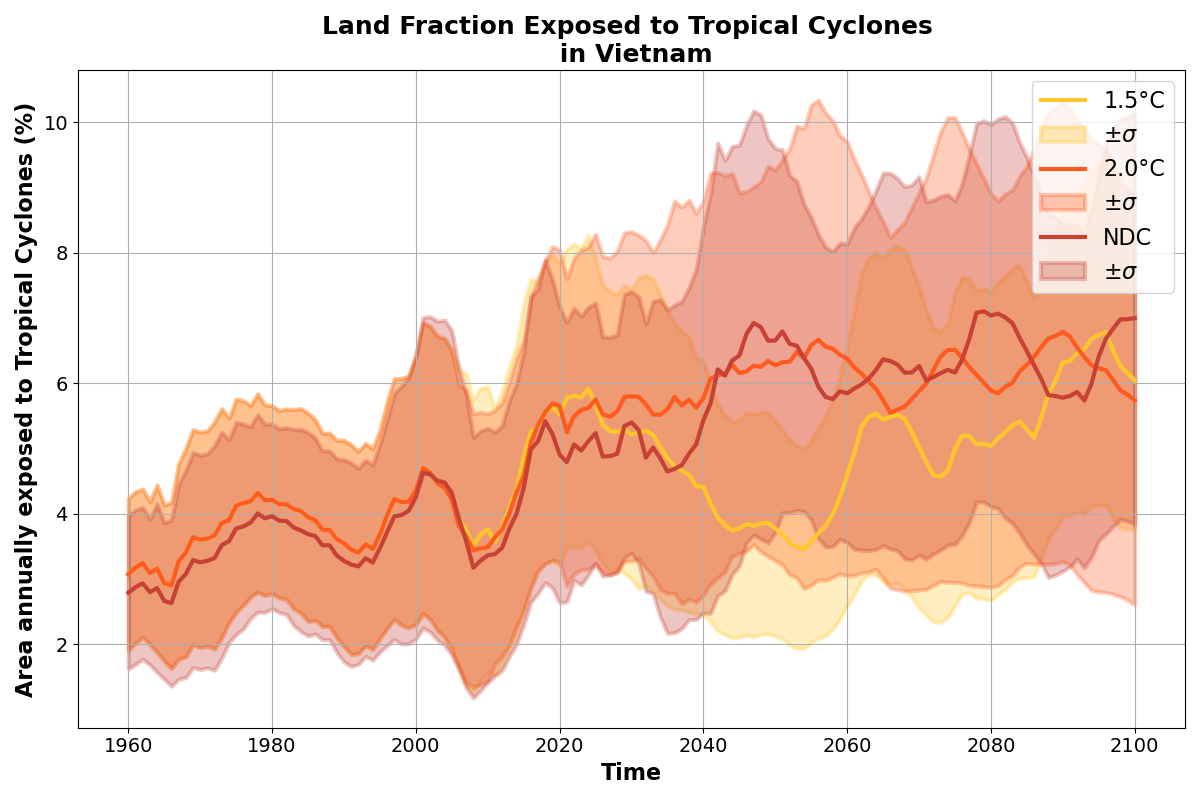 Land Fraction Exposed to Tropical Cyclones
in Vietnam
Area annually exposed to Tropical Cyclones (%)
10
8
6
4
2
1.5°C
±σ
2.0°C
±σ
NDC
±σ
1960 1980 2000 2020 2040 2060 2080 2100
Time